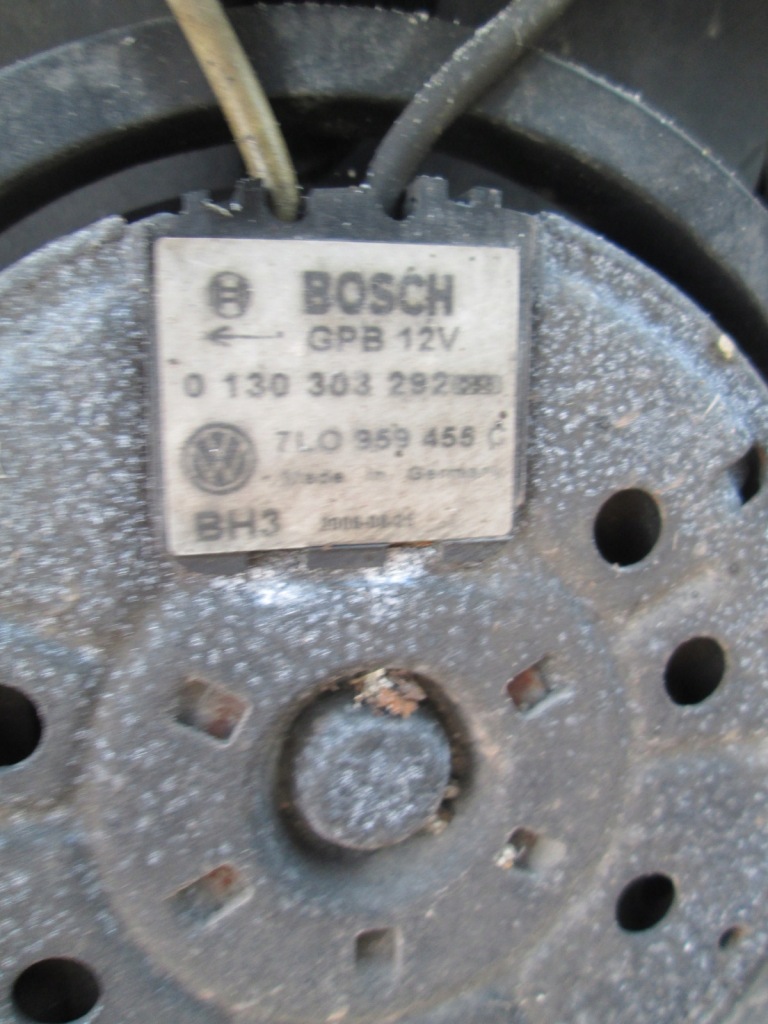 BOSCH
GPB 12V
0 130 303 292
7L0 959 455 C
Made in Germany
BH3